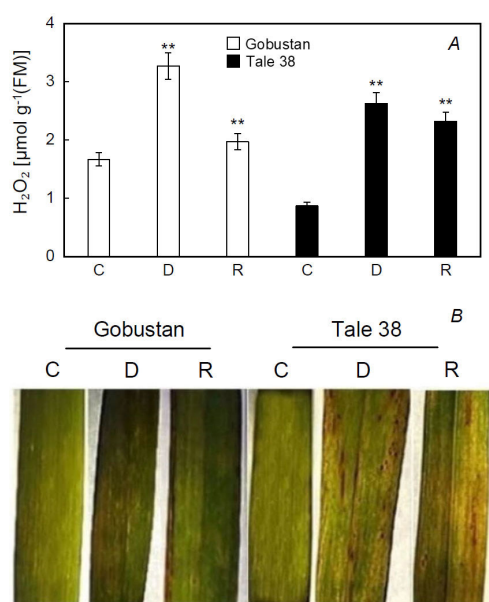 4
3
2
1
0
H₂O₂ [µmol g⁻¹(FM)]
Gobustan
Tale 38
A
**
**
**
**
C D R C D R
B
Gobustan Tale 38
C D R C D R